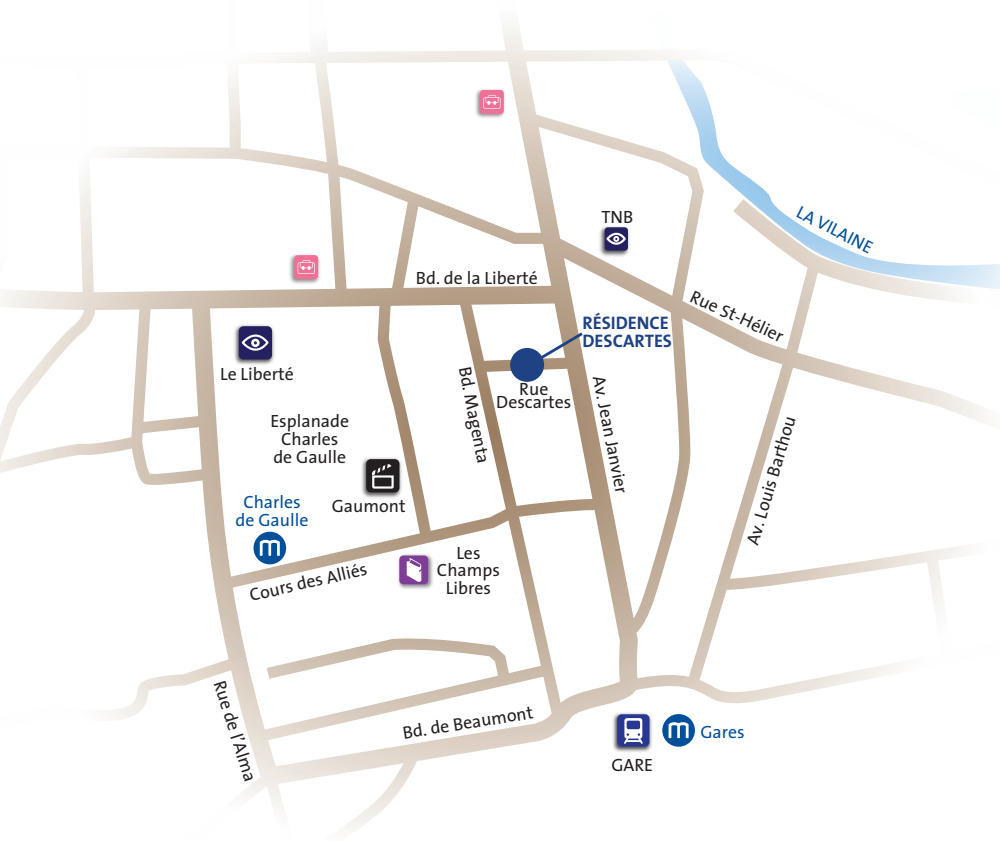 TNB
LA VILAINE
Bd. de la Liberté
Rue St-Hélier
RÉSIDENCE
DESCARTES
Le Liberté
Rue
Descartes
Bd. Magenta
Av. Jean Janvier
Esplanade
Charles
de Gaulle
Av. Louis Barthou
Gaumont
Charles
de Gaulle
m
Les
Champs
Libres
Cours des Alliés
Rue de l'Alma
Bd. de Beaumont
m
Gares
GARE